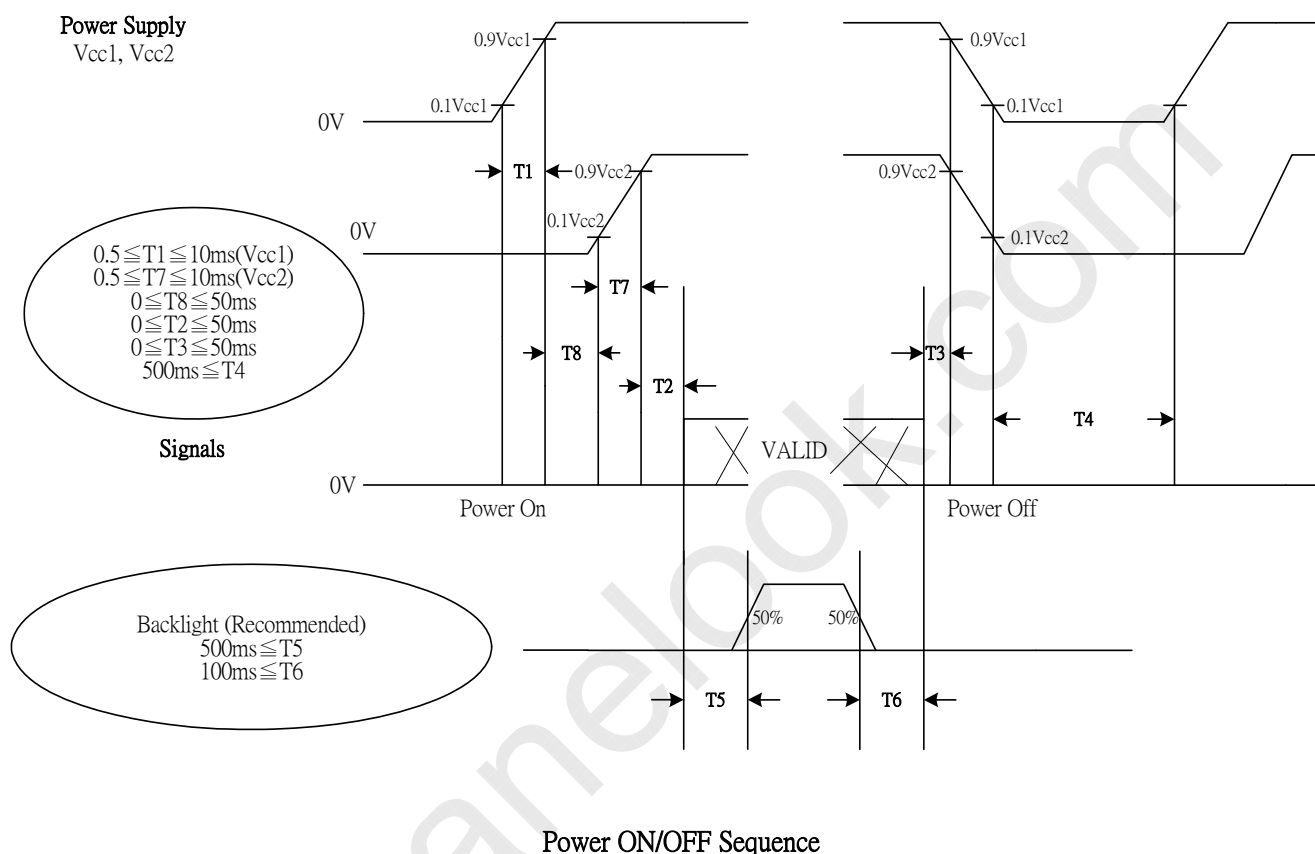 Power Supply
Vcc1, Vcc2
0.9Vcc1
0.9Vcc1
0.1Vcc1
0.1Vcc1
0V
T1
0.9Vcc2
0.9Vcc2
0.1Vcc2
0.1Vcc2
0V
0.5≦T1≦10ms(Vcc1)
0.5≦T7≦10ms(Vcc2)
0≦T8≦50ms
0≦T2≦50ms
0≦T3≦50ms
500ms≦T4
T7
T8
T3
T2
T4
Signals
VALID
0V
Power On
Power Off
Backlight (Recommended)
500ms≦T5
100ms≦T6
50%
50%
T5
T6
Power ON/OFF Sequence
anelook.com